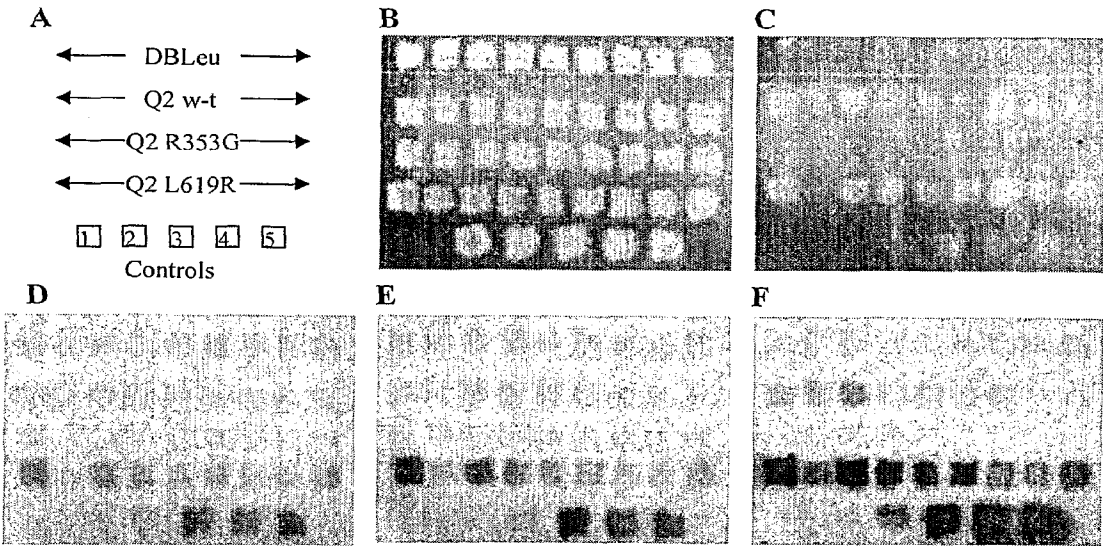 A
DBLeu
Q2 w-t
Q2 R353G
Q2 L619R
1 2 3 4 5
Controls
B
C
D
E
F